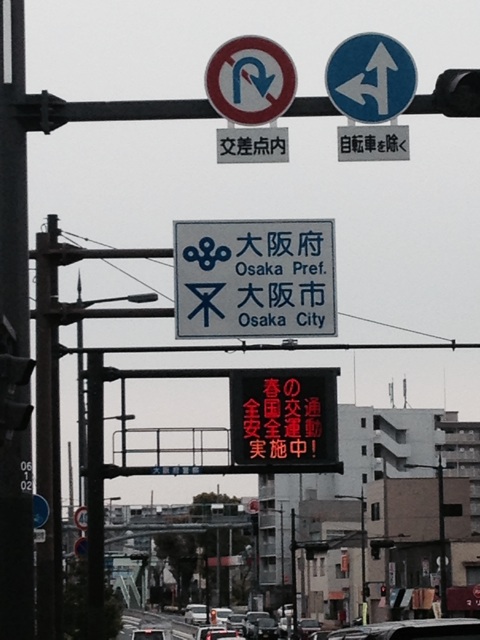 交差点内
自転車を除く
大阪府
Osaka Pref.
大阪市
Osaka City
春の
全国交通
安全運動
実施中!
大阪府警察
06
1
02